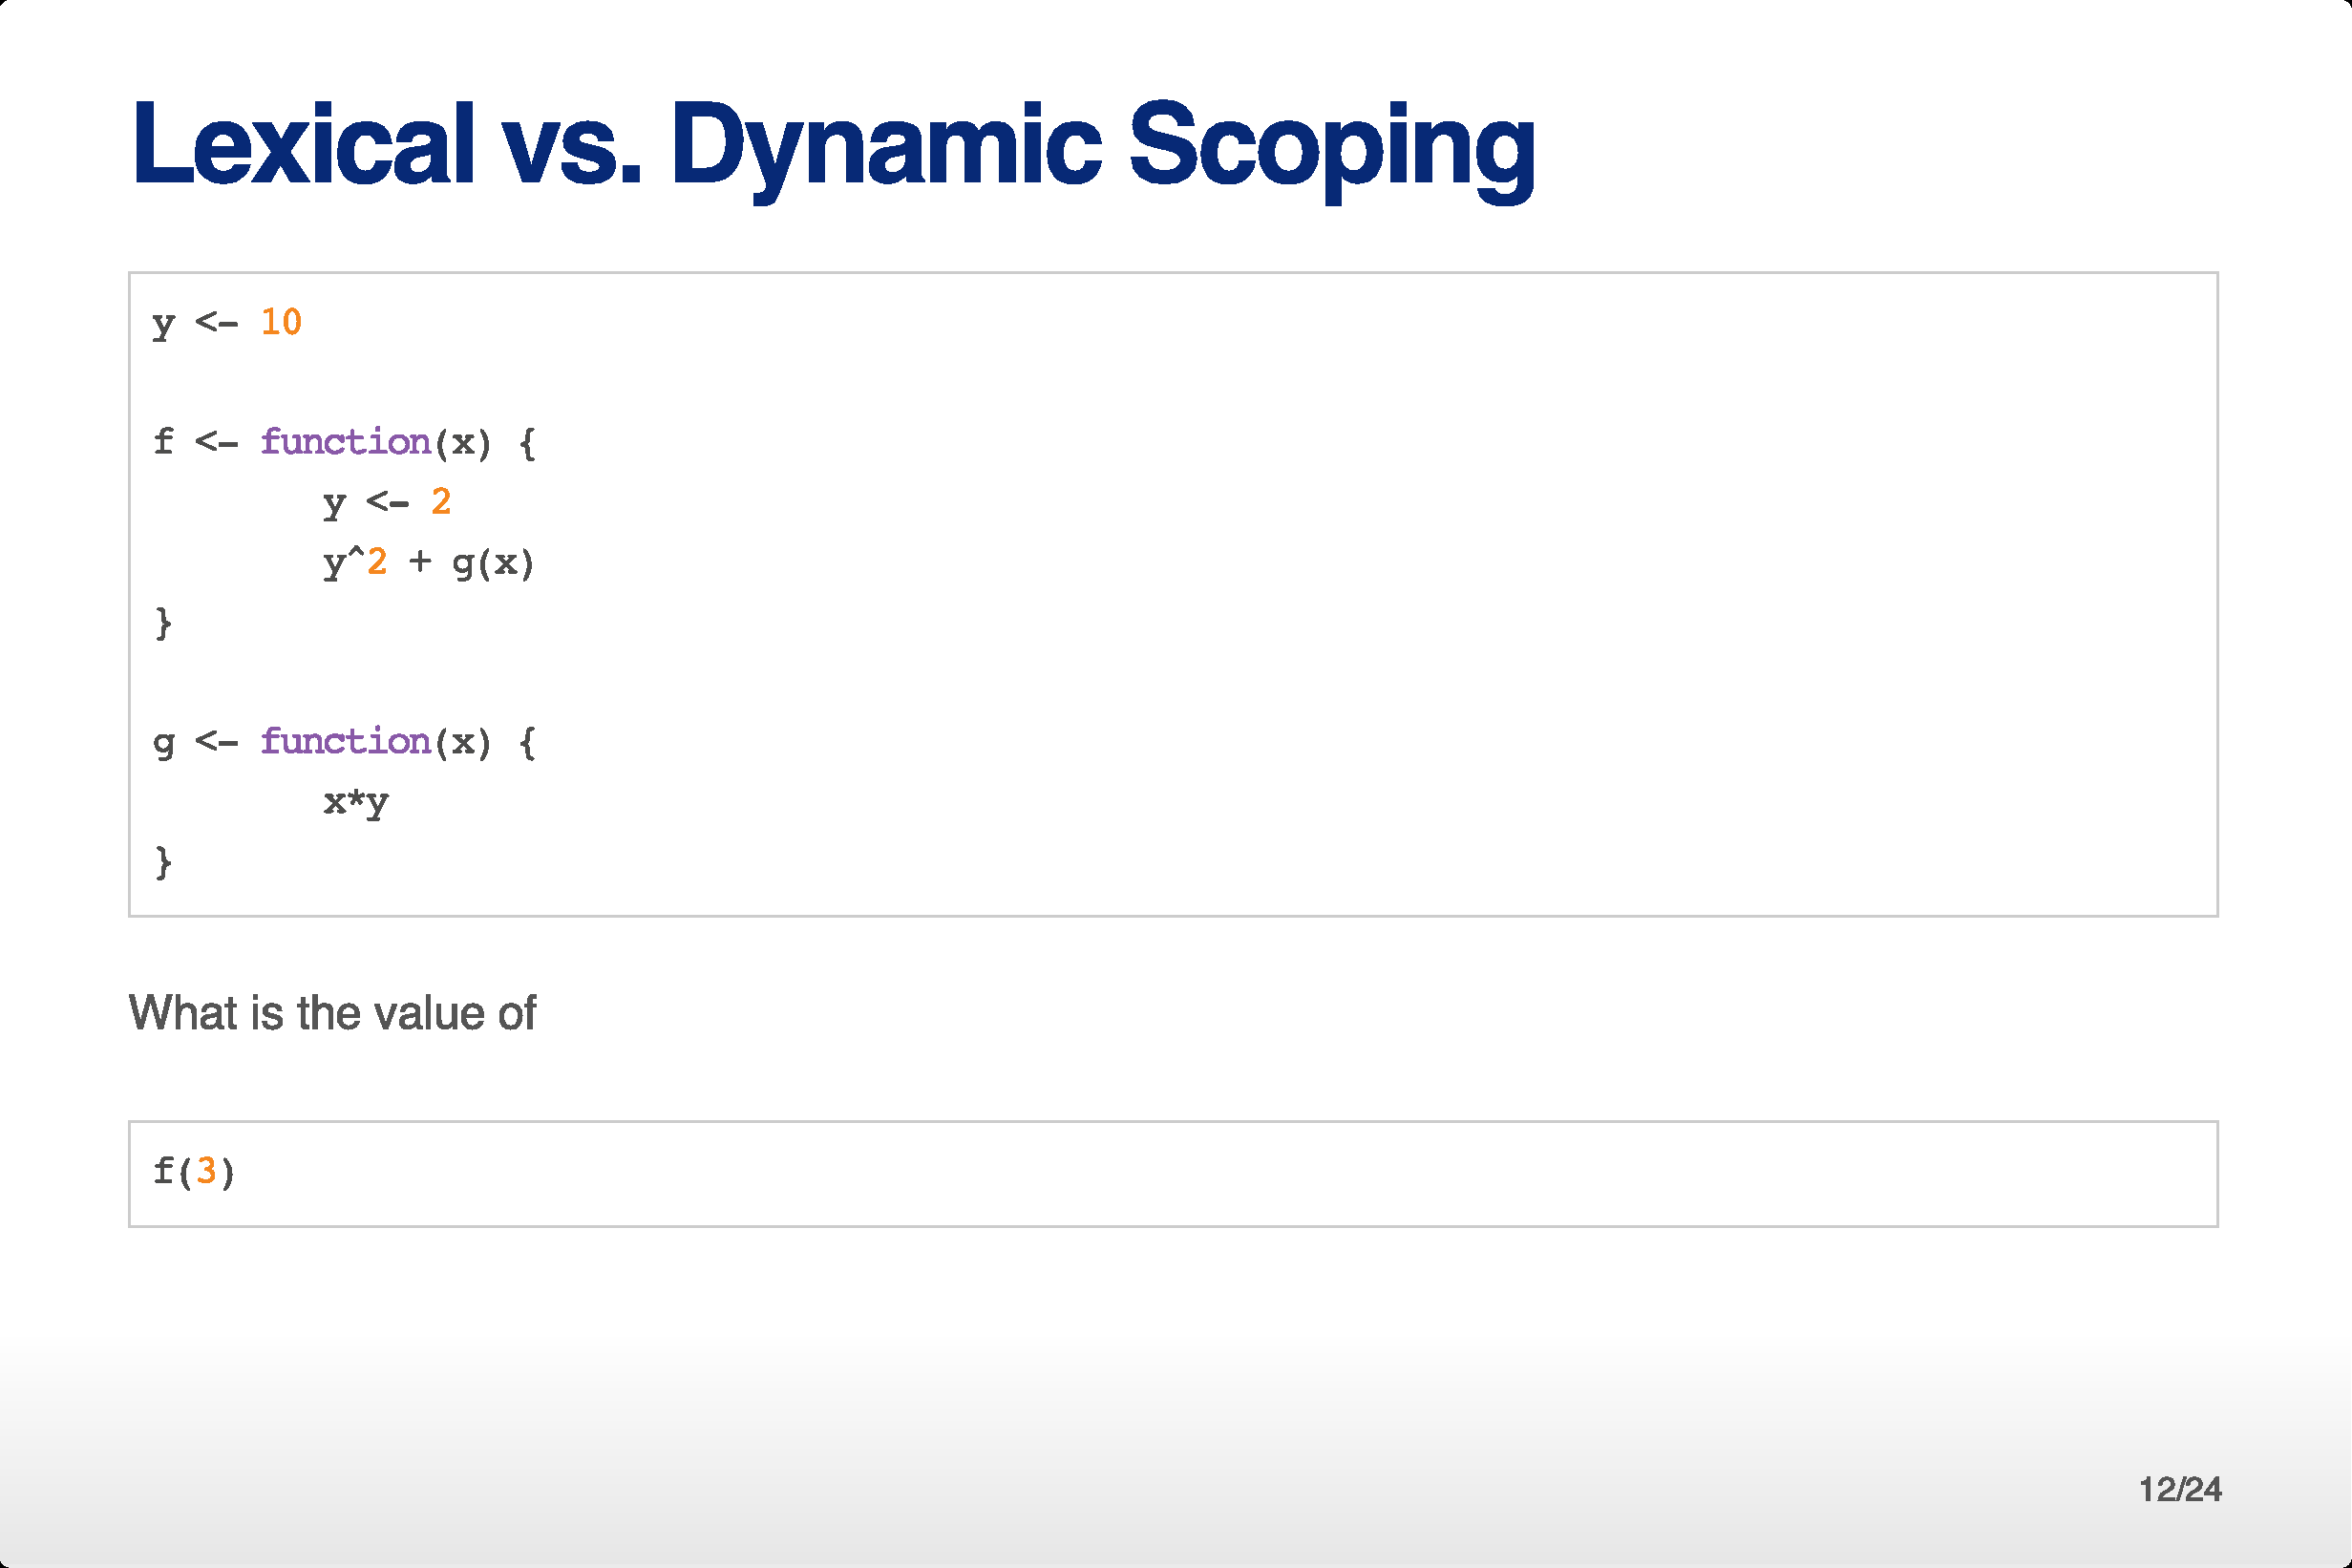 Lexical vs. Dynamic Scoping
y <- 10
f <- function(x) {
        y <- 2
        y^2 + g(x)
}
g <- function(x) {
        x*y
}
What is the value of
f(3)
12/24